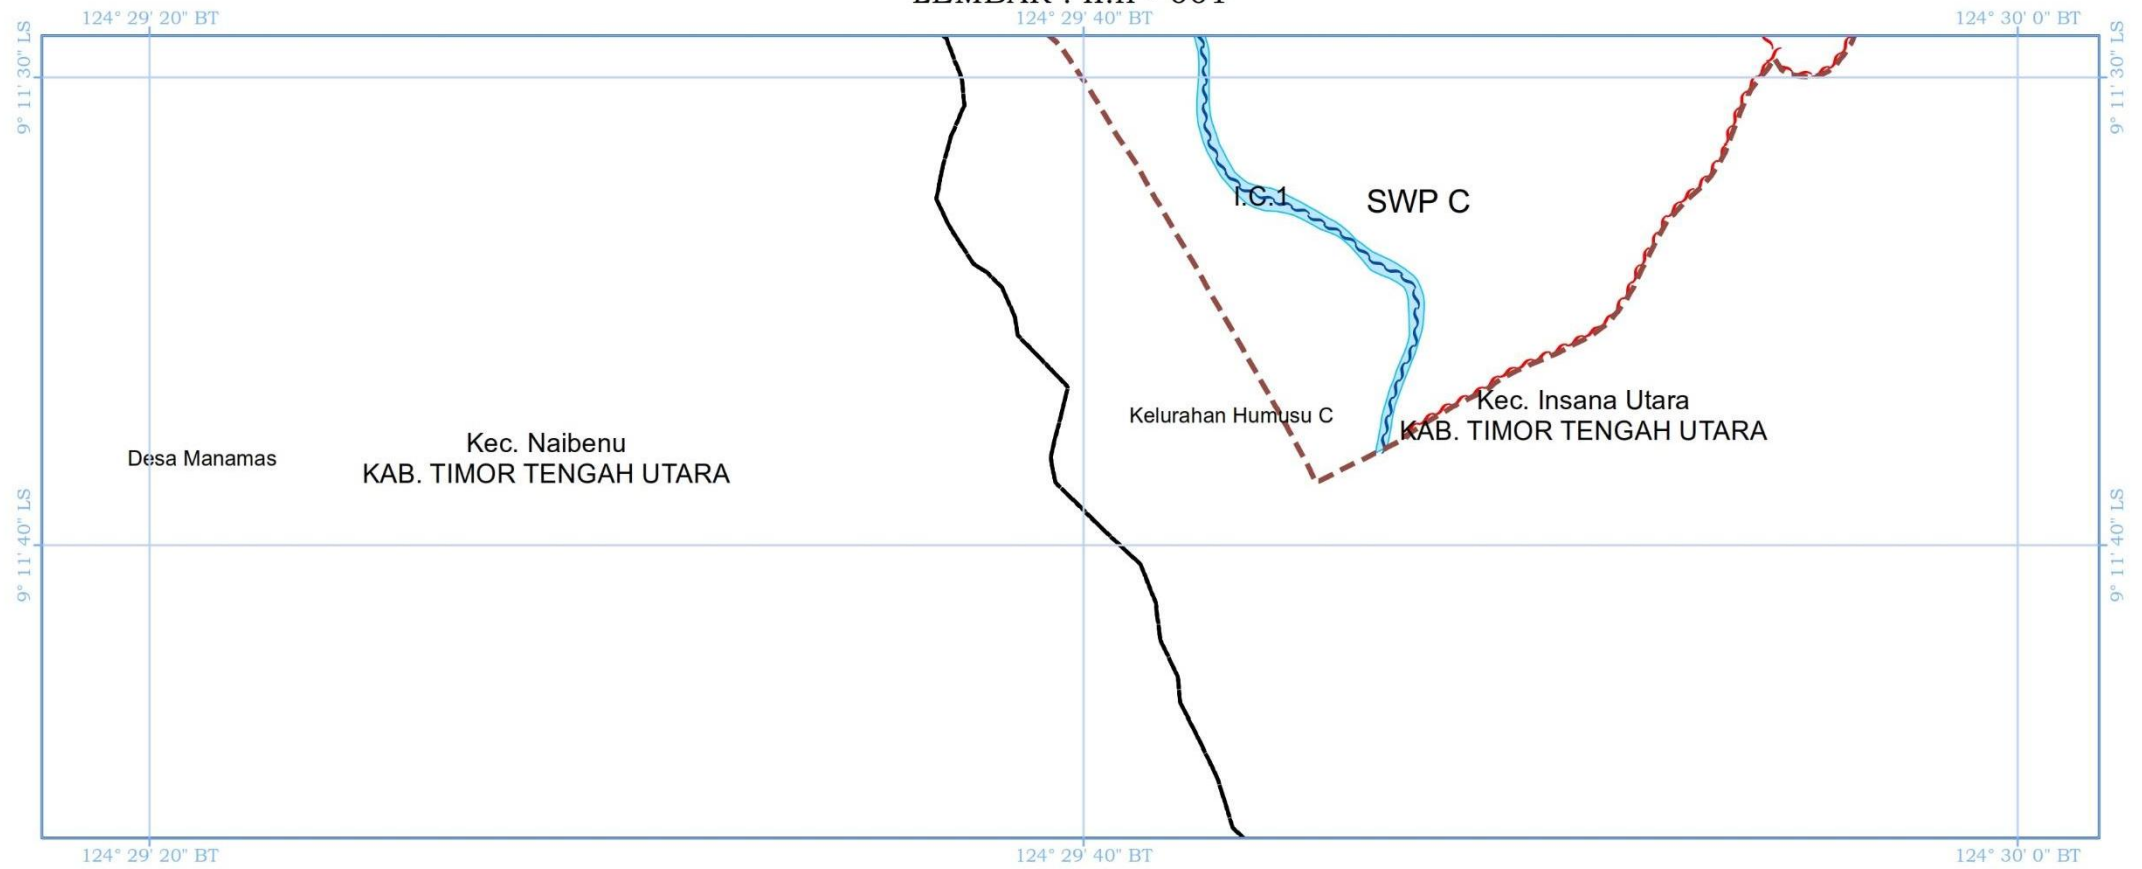 124° 29' 20" BT
124° 29' 40" BT
124° 30' 0" BT
9° 11' 30" LS
9° 11' 30" LS
I.C.1
SWP C
Kec. Insana Utara
KAB. TIMOR TENGAH UTARA
Kelurahan Humusu C
Kec. Naibenu
KAB. TIMOR TENGAH UTARA
Desa Manamas
9° 11' 40" LS
9° 11' 40" LS
124° 29' 20" BT
124° 29' 40" BT
124° 30' 0" BT